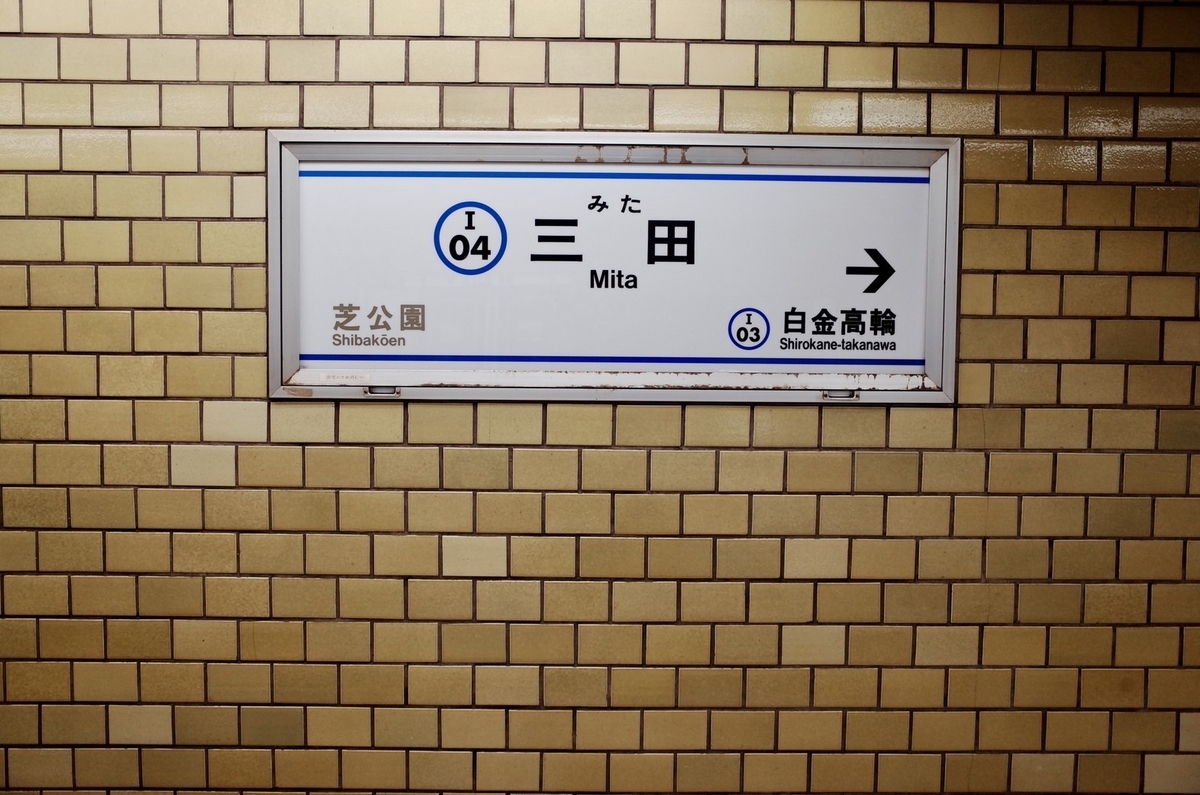 みた
I
04
三田
Mita
芝公園
Shibakōen
→
I
03
白金高輪
Shirokane-takanawa